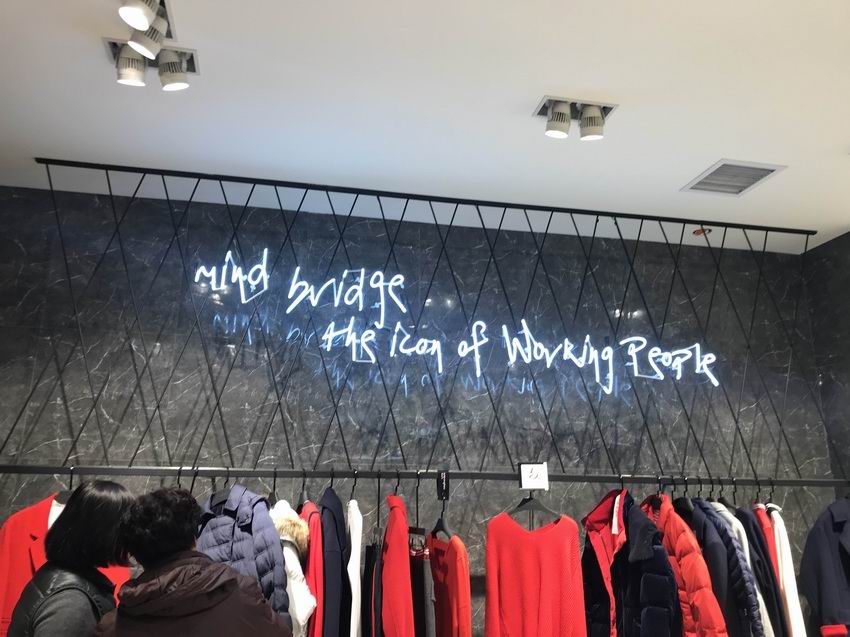 mind bridge
the icon of Working People